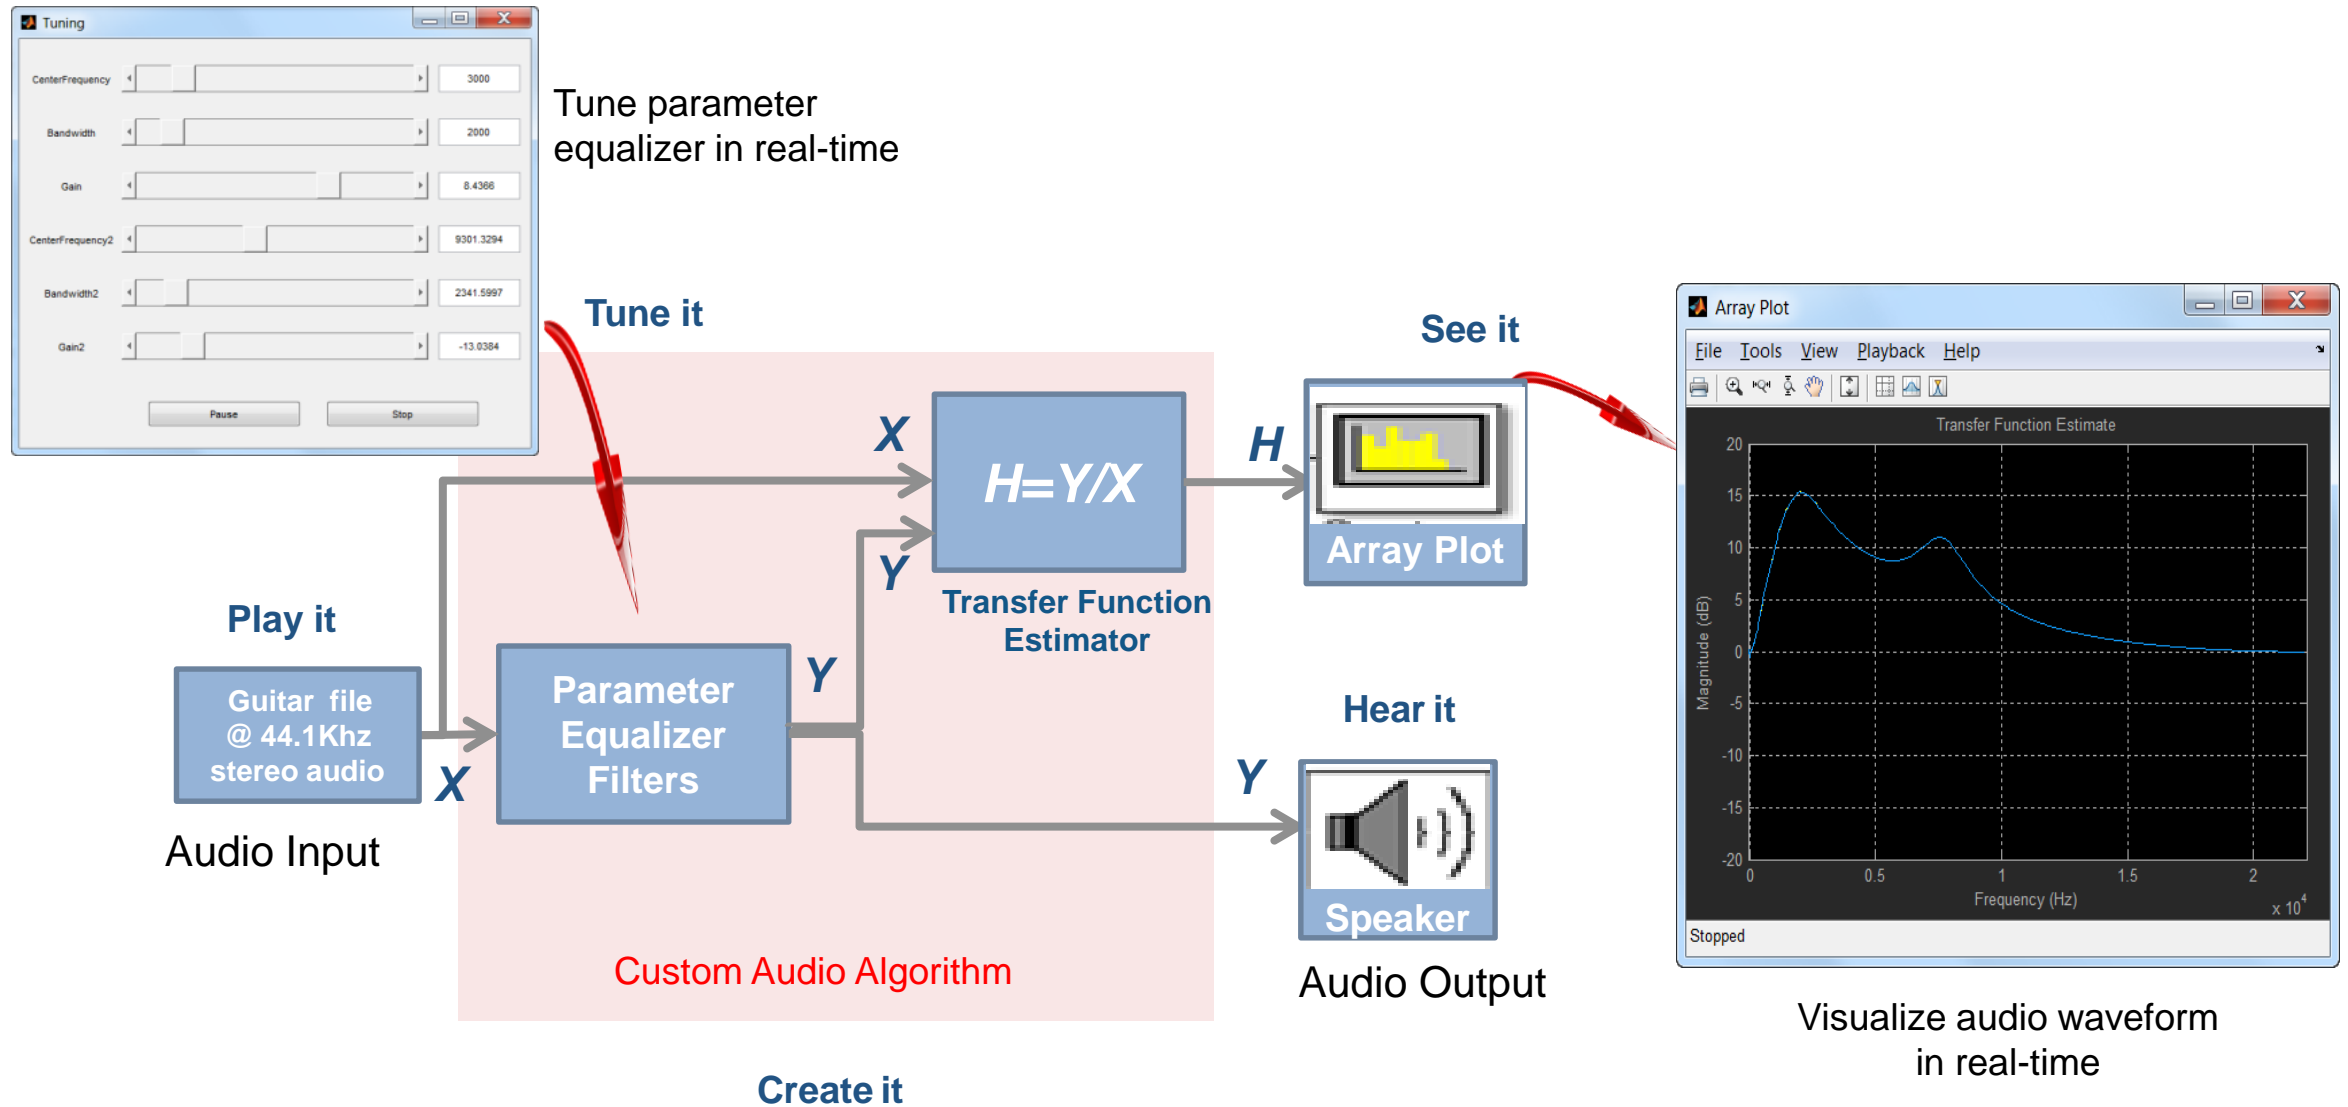 Tuning
CenterFrequency 3000
Bandwidth 2000
Gain 8.4366
CenterFrequency2 9301.3294
Bandwidth2 2341.5997
Gain2 -13.0384
Pause Stop
Tune parameter
equalizer in real-time
Tune it
See it
Play it
Guitar file
@ 44.1Khz
stereo audio
Audio Input
X
Parameter
Equalizer
Filters
Y
X
Y
H=Y/X
Transfer Function
Estimator
H
Array Plot
Hear it
Y
Speaker
Audio Output
Custom Audio Algorithm
Create it
Array Plot
File Tools View Playback Help
Transfer Function Estimate
Magnitude (dB)
20
15
10
5
0
-5
-10
-15
-20
0 0.5 1 1.5 2
Frequency (Hz)
x 10⁴
Stopped
Visualize audio waveform
in real-time